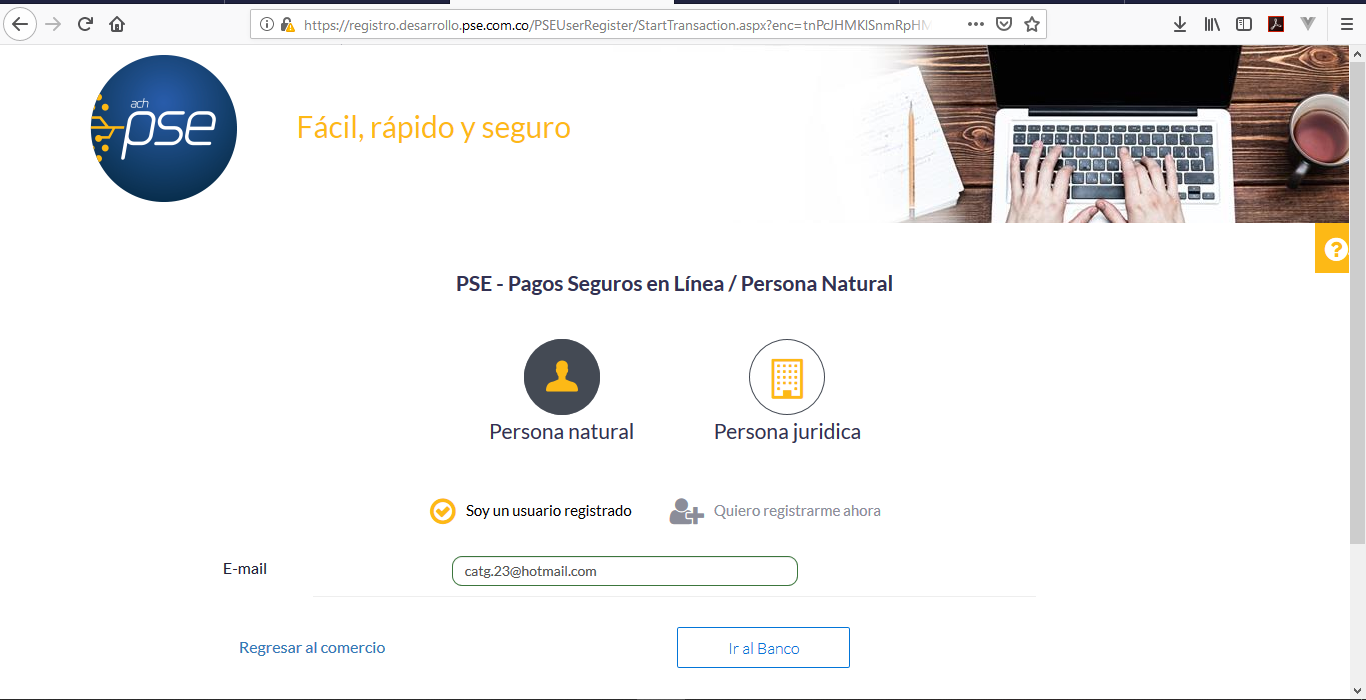 https://registro.desarrollo.pse.com.co/PSEUserRegister/StartTransaction.aspx?enc=tnPcJHMKlSnmRpHM
ach
pse
Fácil, rápido y seguro
?
PSE - Pagos Seguros en Línea / Persona Natural
Persona natural
Persona juridica
Soy un usuario registrado
Quiero registrarme ahora
E-mail
catg.23@hotmail.com
Regresar al comercio
Ir al Banco